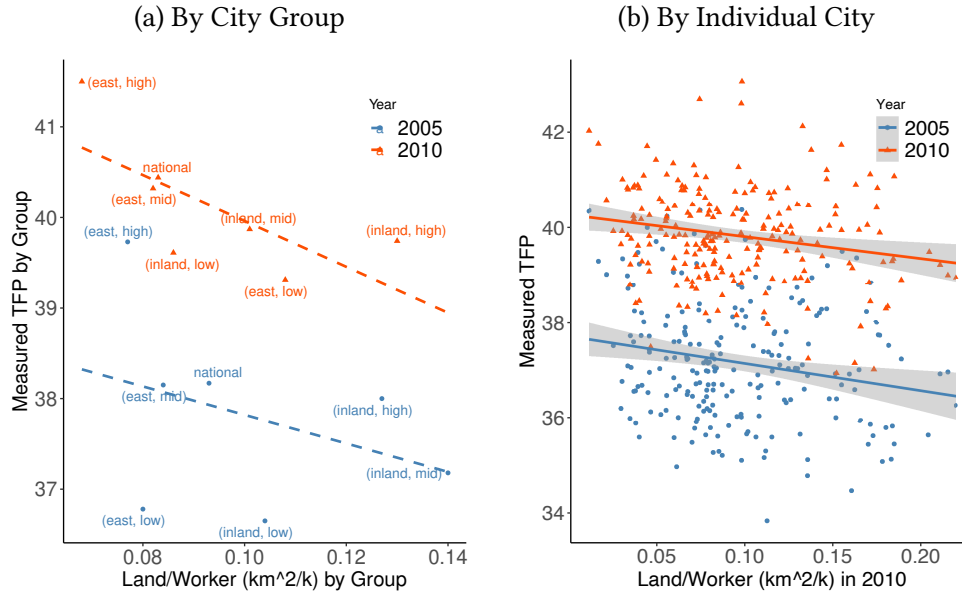 (a) By City Group
(b) By Individual City
Measured TFP by Group
41
40
39
38
37
0.08
0.10
0.12
0.14
Land/Worker (km^2/k) by Group
Year
a 2005
a 2010
(east, high)
national
(east, mid)
(inland, mid)
(inland, high)
(east, high)
(inland, low)
(east, low)
national
(east, mid)
(inland, high)
(inland, mid)
(east, low)
(inland, low)
Measured TFP
42
40
38
36
34
0.05
0.10
0.15
0.20
Land/Worker (km^2/k) in 2010
Year
2005
2010